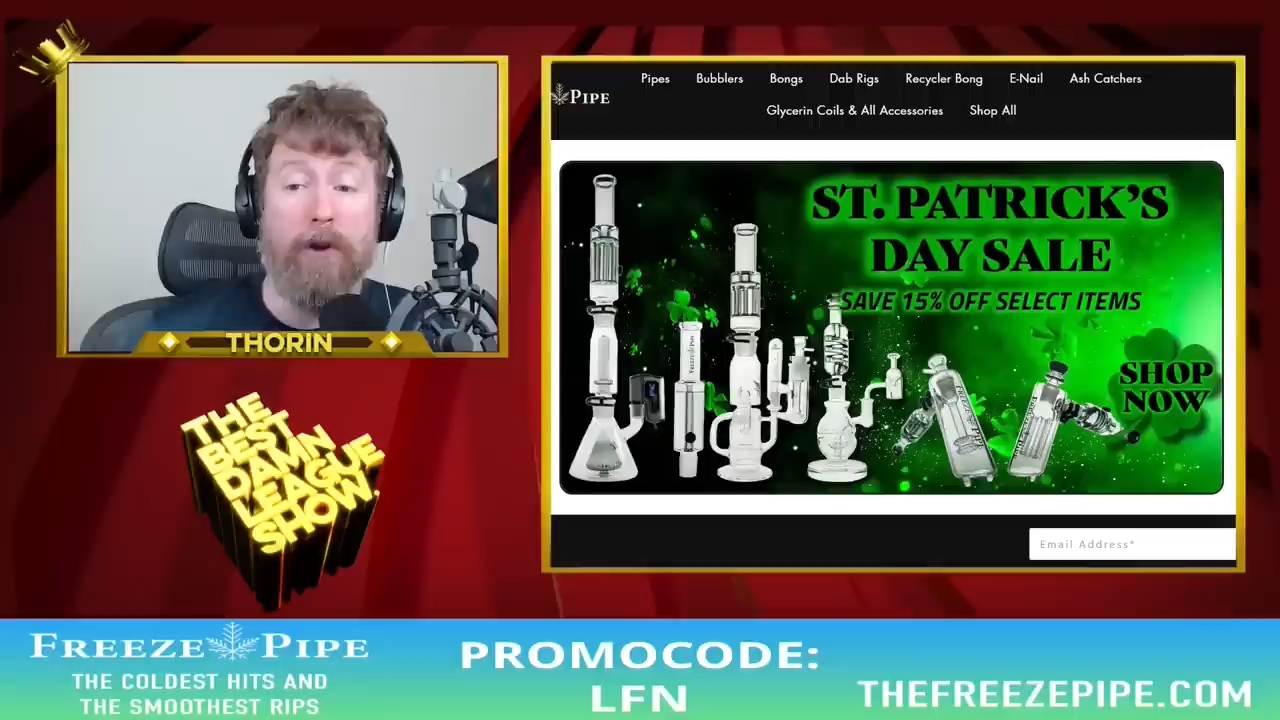 Pipes Bubblers Bongs Dab Rigs Recycler Bong E-Nail Ash Catchers
PIPE
Glycerin Coils & All Accessories Shop All
ST. PATRICK'S
DAY SALE
SAVE 15% OFF SELECT ITEMS
SHOP
NOW
Email Address*
THORIN
THE
BEST
DAMN
LEAGUE
SHOW.
FREEZE PIPE
THE COLDEST HITS AND
THE SMOOTHEST RIPS
PROMOCODE:
LFN
THEFREEZEPIPE.COM